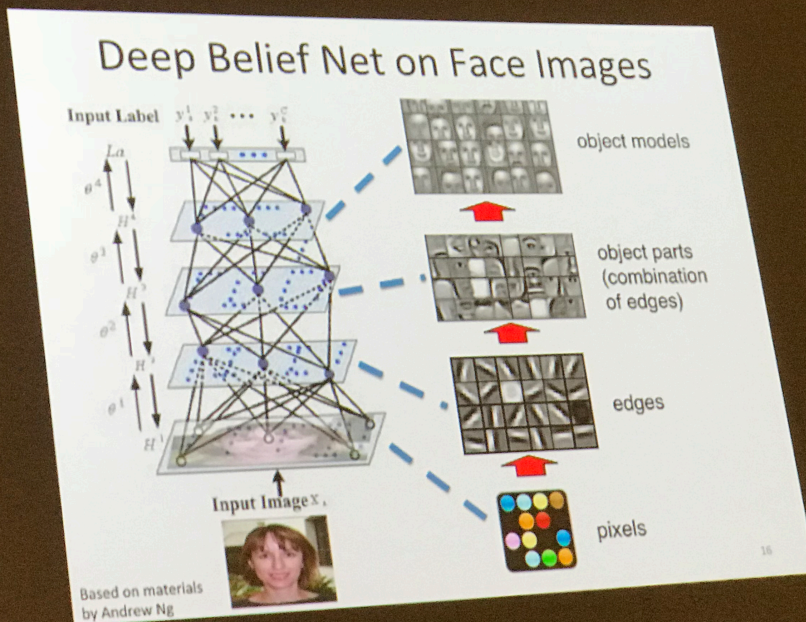 Deep Belief Net on Face Images
Input Label
object models
object parts
(combination
of edges)
edges
pixels
Input Image
Based on materials
by Andrew Ng
16